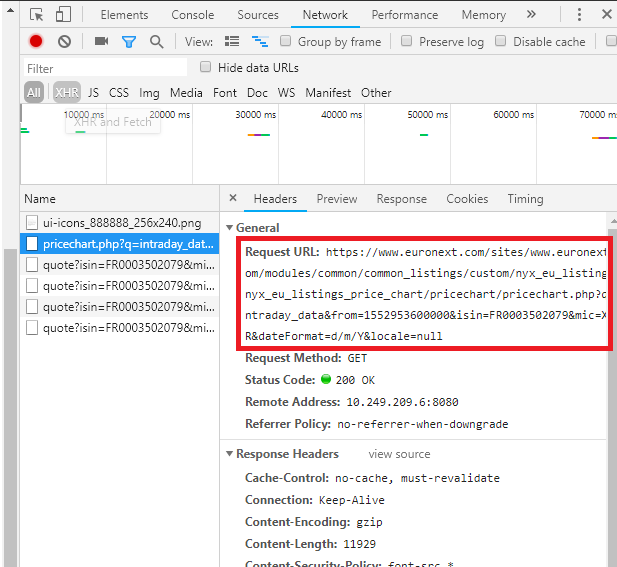 Elements Console Sources Network Performance Memory »
View: Group by frame Preserve log Disable cache
Filter Hide data URLs
All XHR JS CSS Img Media Font Doc WS Manifest Other
10000 ms 20000 ms 30000 ms 40000 ms 50000 ms 60000 ms 70000 ms
XHR and Fetch
Name
ui-icons_888888_256x240.png
pricechart.php?q=intraday_dat...
quote?isin=FR0003502079&mi...
quote?isin=FR0003502079&mi...
quote?isin=FR0003502079&mi...
quote?isin=FR0003502079&mi...
× Headers Preview Response Cookies Timing
General
Request URL: https://www.euronext.com/sites/www.euronext
om/modules/common/common_listings/custom/nyx_eu_listing
nyx_eu_listings_price_chart/pricechart/pricechart.php?
ntraday_data&from=1552953600000&isin=FR0003502079&mic=X
R&dateFormat=d/m/Y&locale=null
Request Method: GET
Status Code: 200 OK
Remote Address: 10.249.209.6:8080
Referrer Policy: no-referrer-when-downgrade
Response Headers view source
Cache-Control: no-cache, must-revalidate
Connection: Keep-Alive
Content-Encoding: gzip
Content-Length: 11929
Content-Security-Policy: font-src *